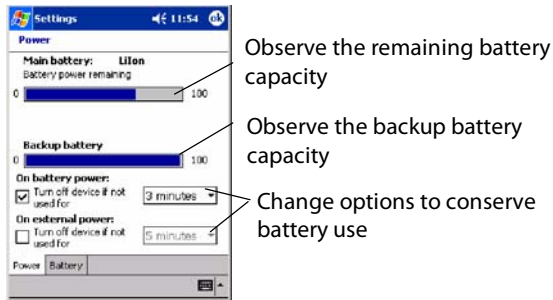 Settings 11:54 ok
Power
Main battery: LiIon
Battery power remaining
0 100
Observe the remaining battery
capacity
Backup battery
0 100
Observe the backup battery
capacity
On battery power:
Turn off device if not
used for
3 minutes
On external power:
Turn off device if not
used for
5 minutes
Change options to conserve
battery use
Power Battery